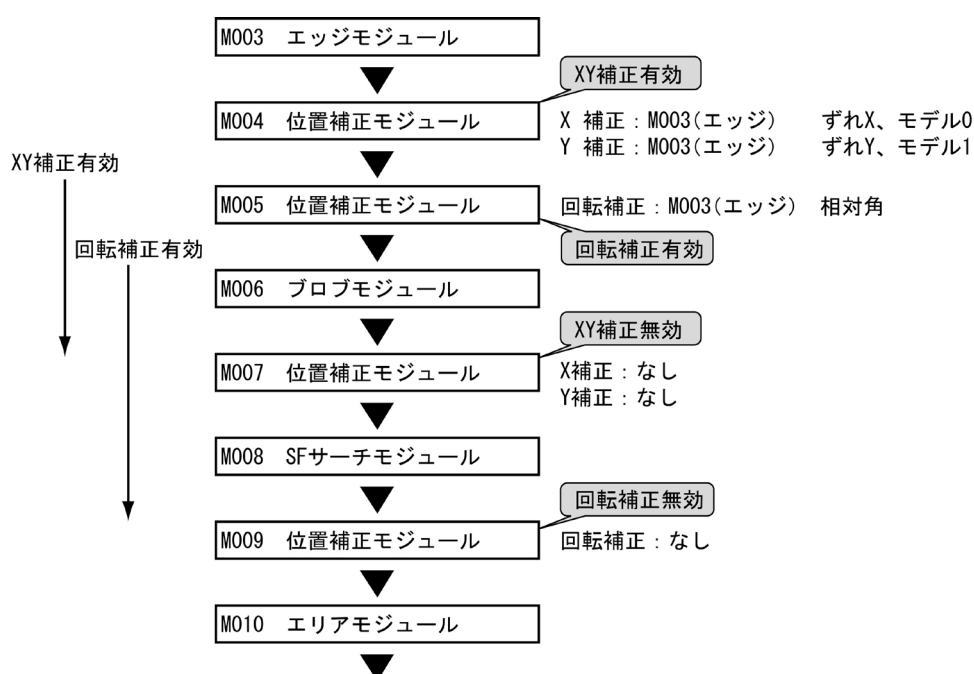 M003 エッジモジュール
XY補正有効
M004 位置補正モジュール
X 補正：M003(エッジ) ずれX、モデル0
Y 補正：M003(エッジ) ずれY、モデル1
XY補正有効
M005 位置補正モジュール
回転補正：M003(エッジ) 相対角
回転補正有効
回転補正有効
M006 ブロブモジュール
XY補正無効
M007 位置補正モジュール
X補正：なし
Y補正：なし
M008 SFサーチモジュール
回転補正無効
M009 位置補正モジュール
回転補正：なし
M010 エリアモジュール